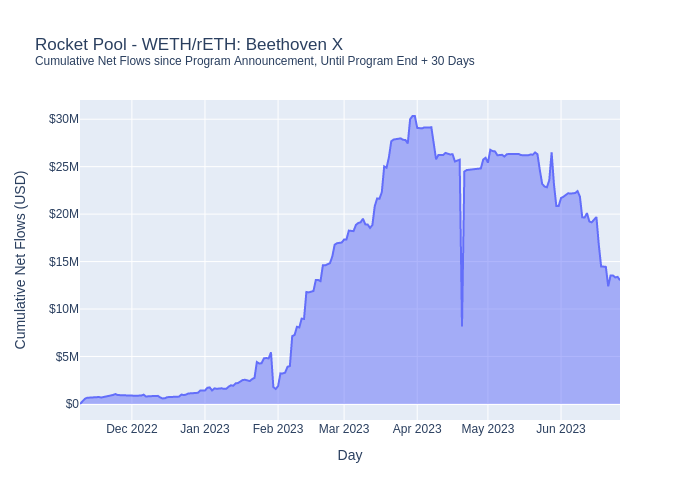 Rocket Pool - WETH/rETH: Beethoven X
Cumulative Net Flows since Program Announcement, Until Program End + 30 Days
$30M
$25M
$20M
$15M
$10M
$5M
$0
Cumulative Net Flows (USD)
Dec 2022 Jan 2023 Feb 2023 Mar 2023 Apr 2023 May 2023 Jun 2023
Day